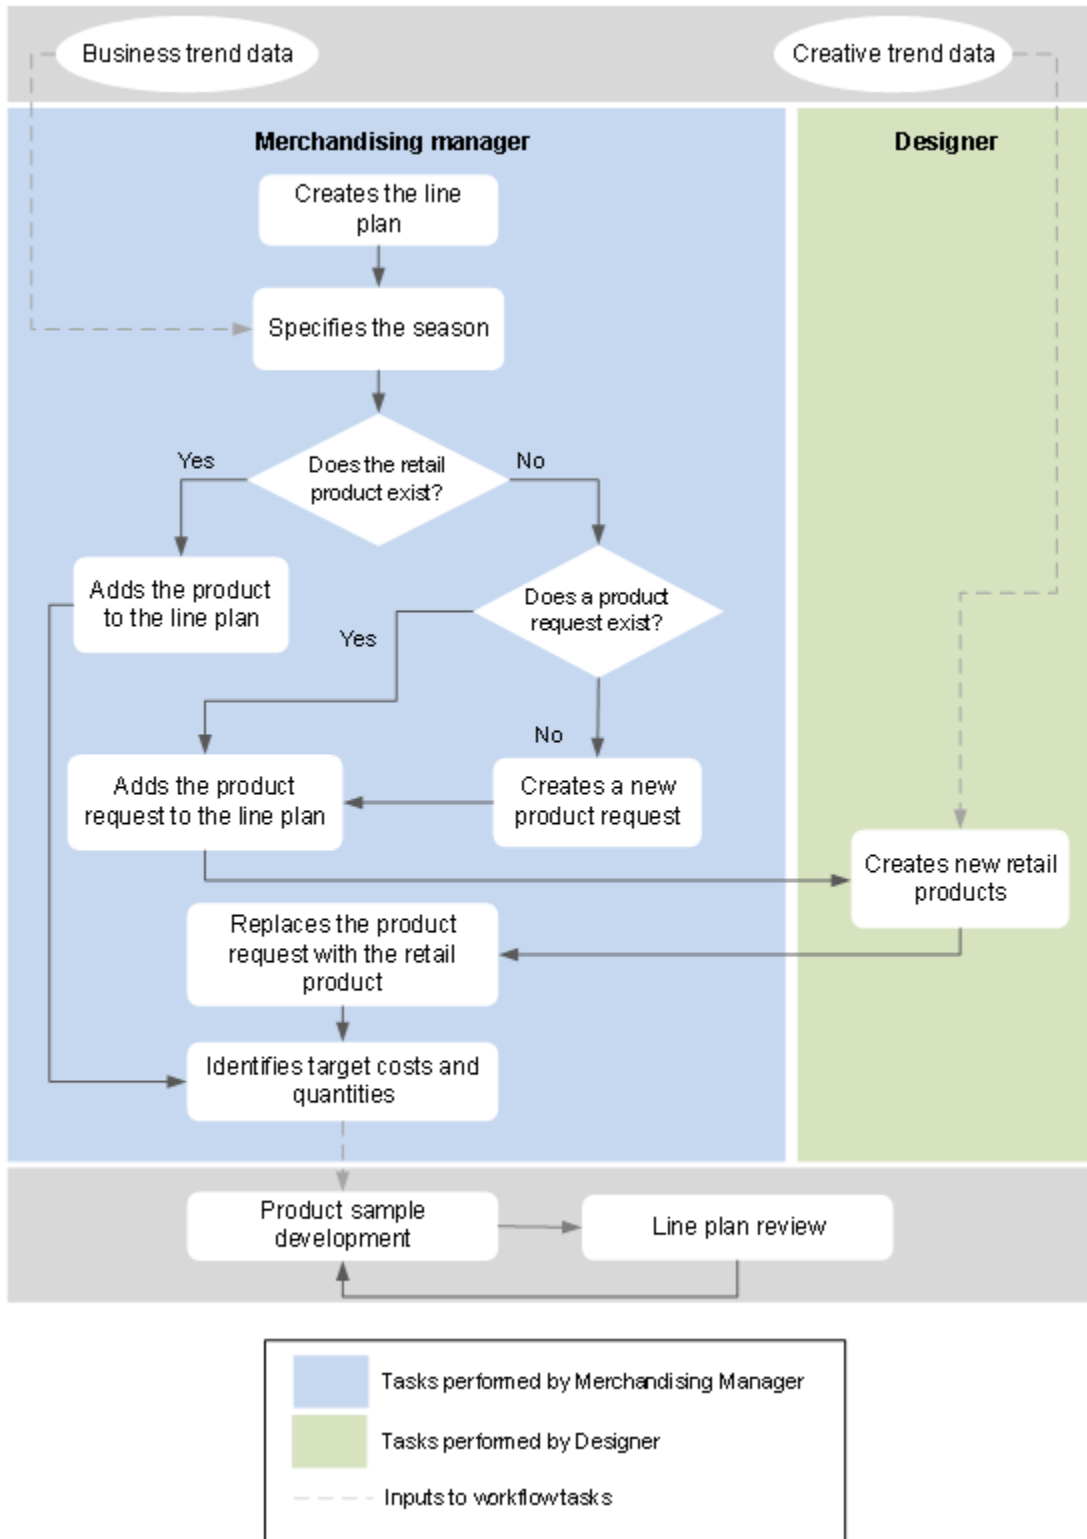 Business trend data
Creative trend data
Merchandising manager
Designer
Creates the line
plan
Specifies the season
Yes
Does the retail
product exist?
No
Adds the product
to the line plan
Does a product
request exist?
Yes
No
Adds the product
request to the line plan
Creates a new
product request
Creates new retail
products
Replaces the product
request with the retail
product
Identifies target costs and
quantities
Product sample
development
Line plan review
Tasks performed by Merchandising Manager
Tasks performed by Designer
Inputs to workflow tasks